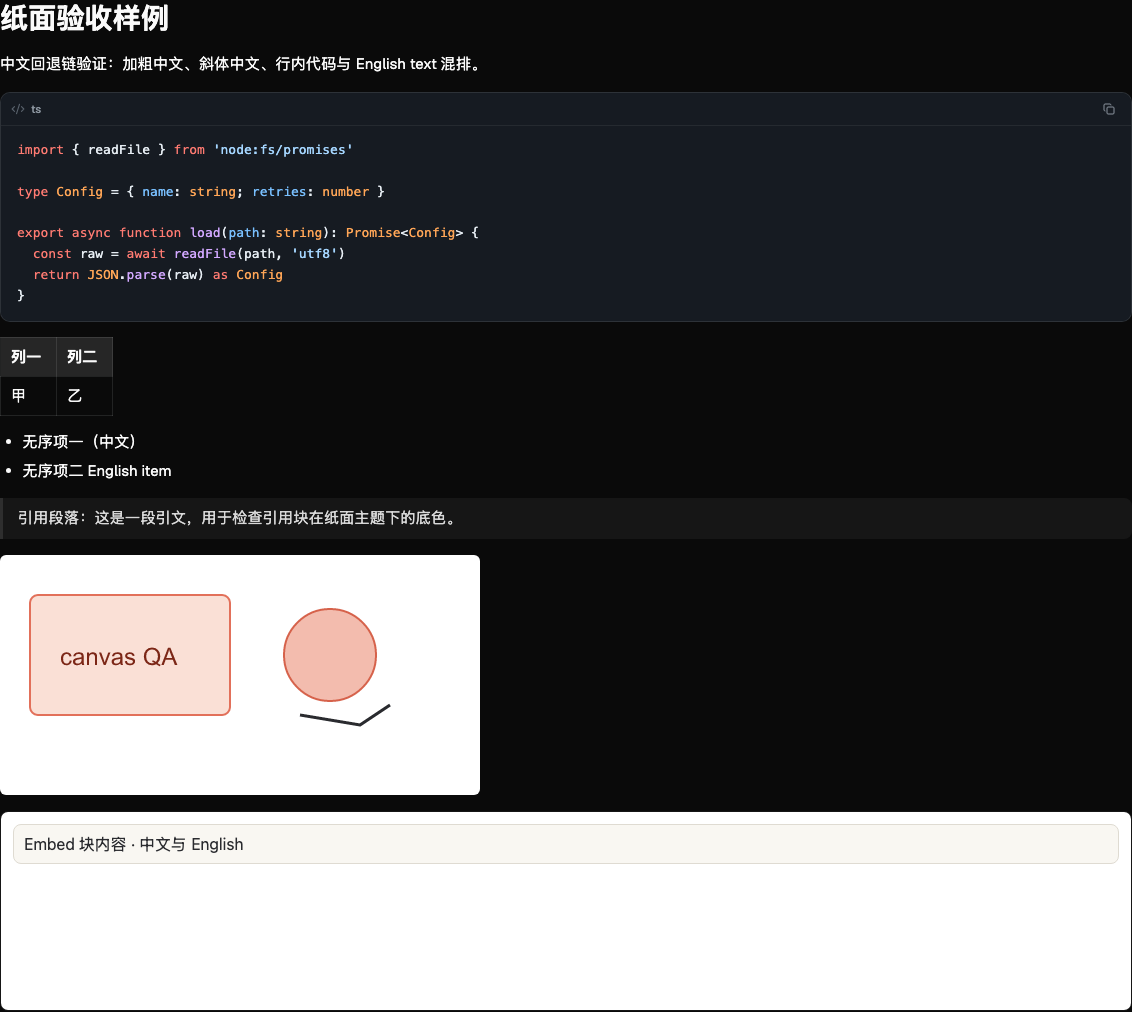 纸面验收样例
中文回退链验证：加粗中文、斜体中文、行内代码与 English text 混排。
</> ts
import { readFile } from 'node:fs/promises'
type Config = { name: string; retries: number }
export async function load(path: string): Promise<Config> {
  const raw = await readFile(path, 'utf8')
  return JSON.parse(raw) as Config
}
列一 列二
甲 乙
• 无序项一（中文）
• 无序项二 English item
引用段落：这是一段引文，用于检查引用块在纸面主题下的底色。
canvas QA
Embed 块内容 · 中文与 English